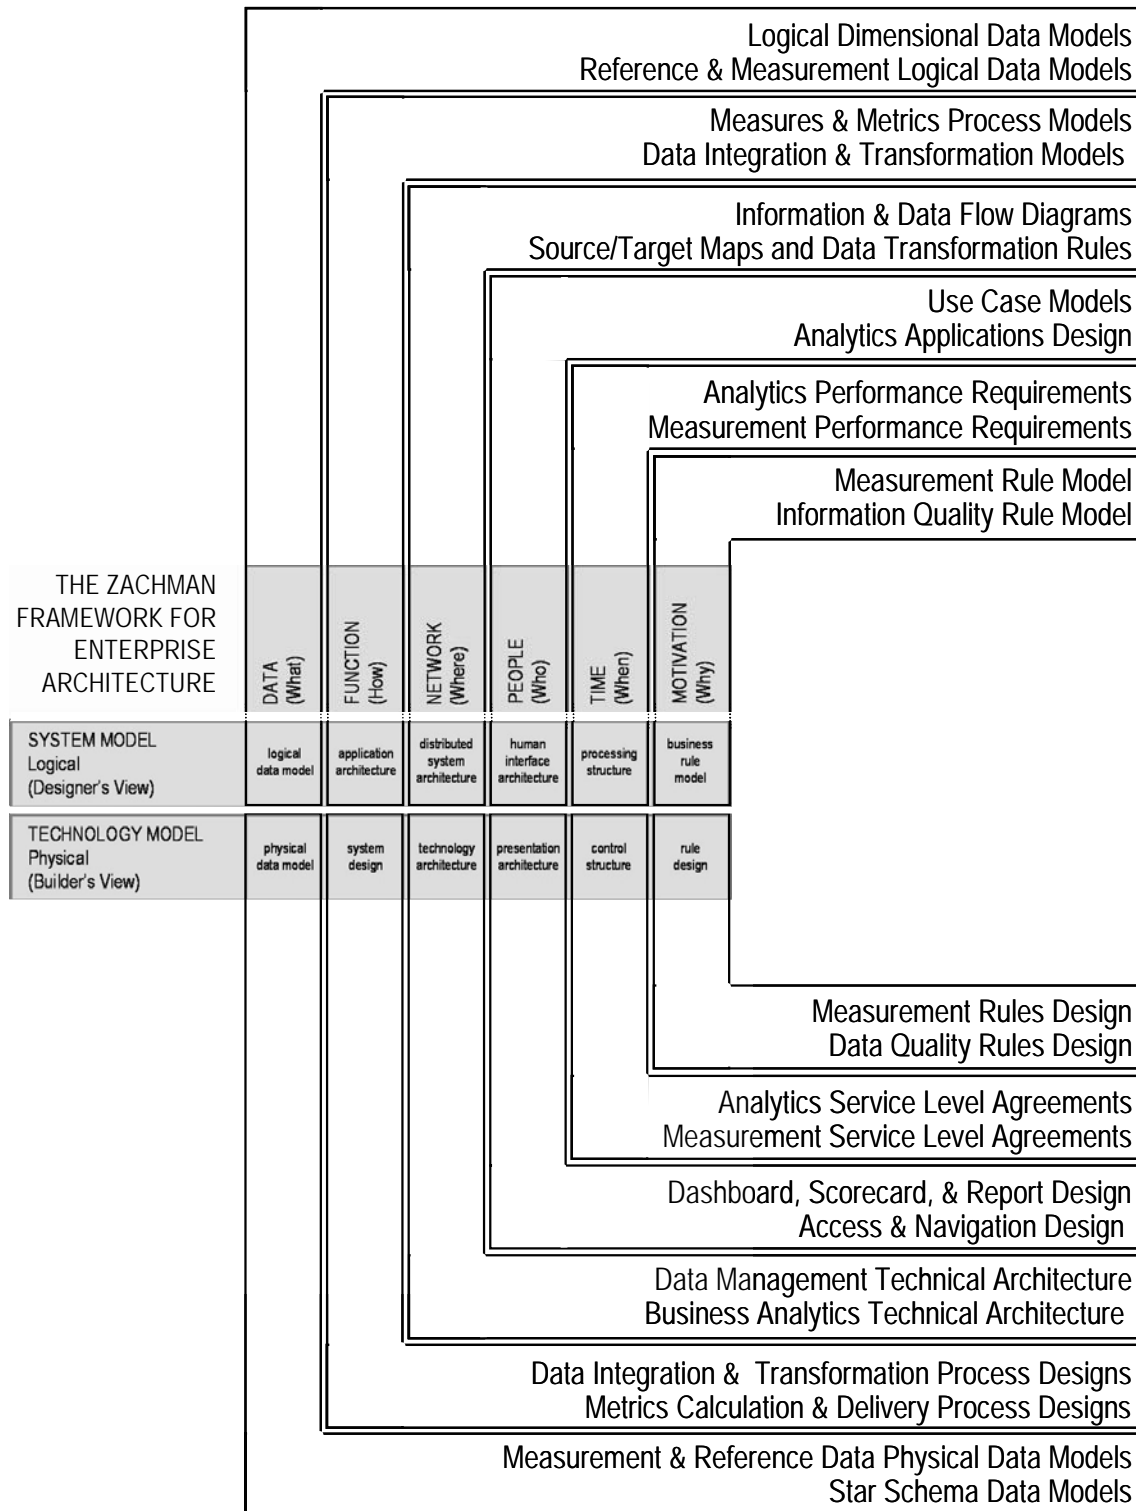 Logical Dimensional Data Models
Reference & Measurement Logical Data Models
Measures & Metrics Process Models
Data Integration & Transformation Models
Information & Data Flow Diagrams
Source/Target Maps and Data Transformation Rules
Use Case Models
Analytics Applications Design
Analytics Performance Requirements
Measurement Performance Requirements
Measurement Rule Model
Information Quality Rule Model
THE ZACHMAN
FRAMEWORK FOR
ENTERPRISE
ARCHITECTURE
DATA
(What)
FUNCTION
(How)
NETWORK
(Where)
PEOPLE
(Who)
TIME
(When)
MOTIVATION
(Why)
SYSTEM MODEL
Logical
(Designer's View)
logical
data model
application
architecture
distributed
system
architecture
human
interface
architecture
processing
structure
business
rule
model
TECHNOLOGY MODEL
Physical
(Builder's View)
physical
data model
system
design
technology
architecture
presentation
architecture
control
structure
rule
design
Measurement Rules Design
Data Quality Rules Design
Analytics Service Level Agreements
Measurement Service Level Agreements
Dashboard, Scorecard, & Report Design
Access & Navigation Design
Data Management Technical Architecture
Business Analytics Technical Architecture
Data Integration & Transformation Process Designs
Metrics Calculation & Delivery Process Designs
Measurement & Reference Data Physical Data Models
Star Schema Data Models